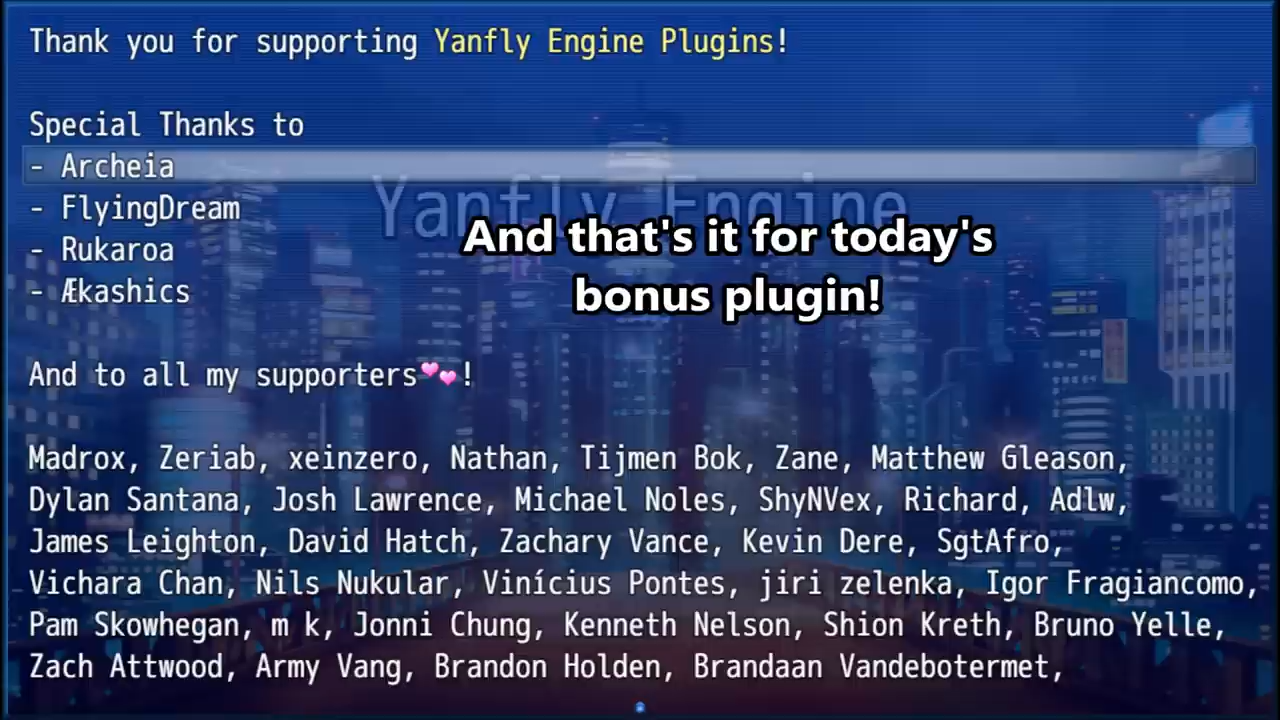 Thank you for supporting Yanfly Engine Plugins!
Special Thanks to
- Archeia
- FlyingDream
- Rukaroa
- Ækashics
Yanfly Engine
And that's it for today's
bonus plugin!
And to all my supporters💕!
Madrox, Zeriab, xeinzero, Nathan, Tijmen Bok, Zane, Matthew Gleason,
Dylan Santana, Josh Lawrence, Michael Noles, ShyNVex, Richard, Adlw,
James Leighton, David Hatch, Zachary Vance, Kevin Dere, SgtAfro,
Vichara Chan, Nils Nukular, Vinícius Pontes, jiri zelenka, Igor Fragiancomo,
Pam Skowhegan, m k, Jonni Chung, Kenneth Nelson, Shion Kreth, Bruno Yelle,
Zach Attwood, Army Vang, Brandon Holden, Brandaan Vandebotermet,